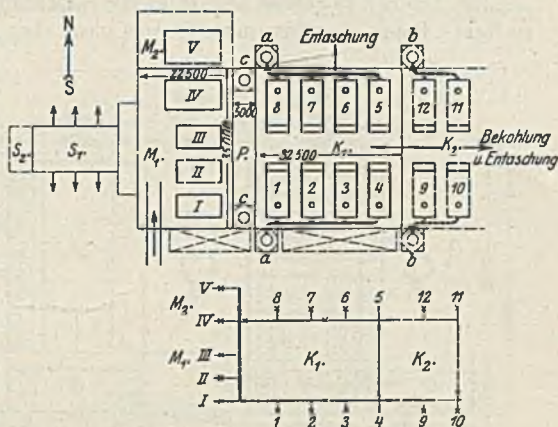 N
S
M₂.
V
22500
IV
III
II
I
M₁.
S₂.
S₁.
c
5000
P.
c
a
Entaschung
b
8 7 6 5 12 11
K₁.
K₂.
32500
Bekohlung
u. Entaschung
1 2 3 4 9 10
a
b
V
8 7 6 5 12 11
M₂.
IV
M₁. III
K₁.
K₂.
II
I
1 2 3 4 9 10